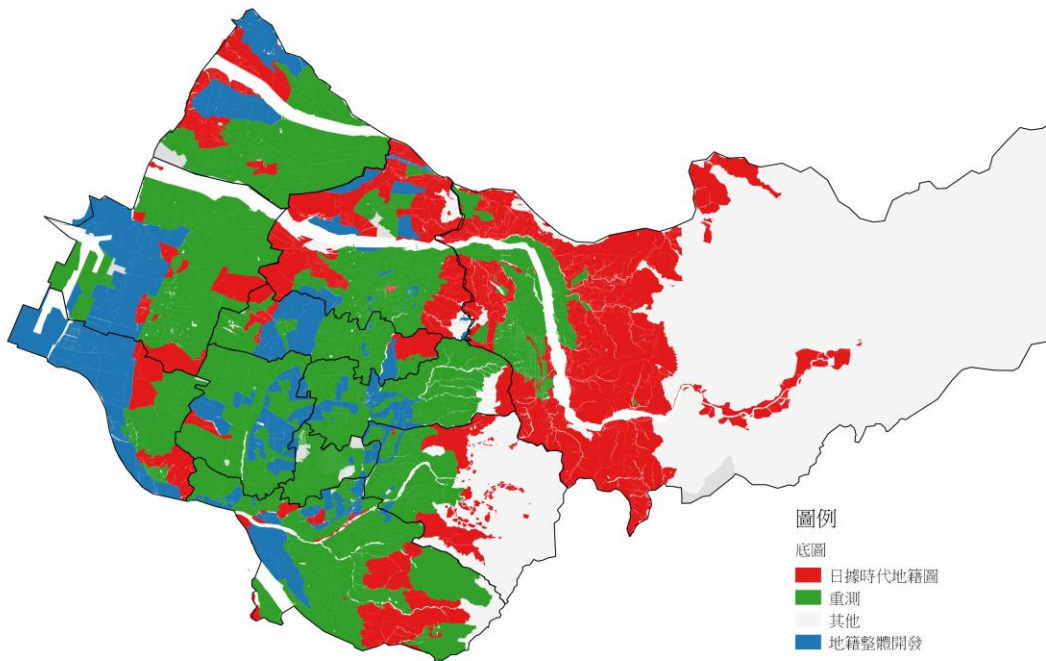 圖例
底圖
日據時代地籍圖
重測
其他
地籍整體開發